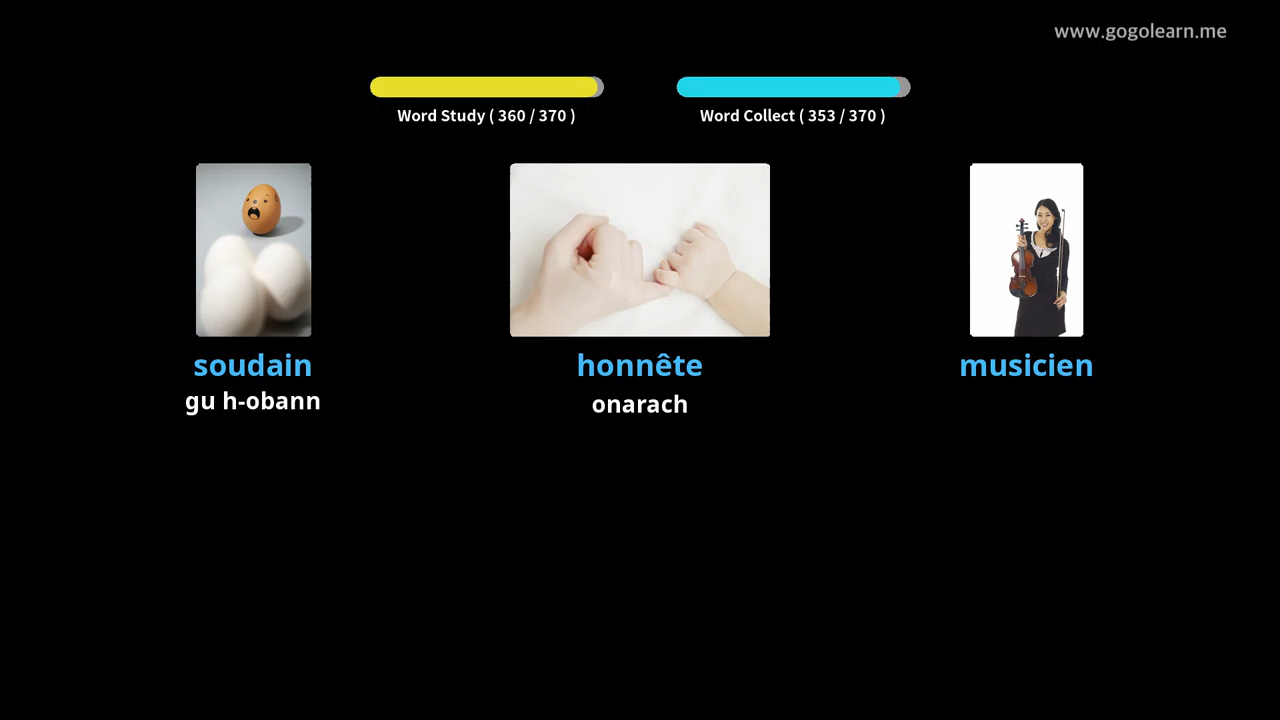 www.gogolearn.me
Word Study ( 360 / 370 )
Word Collect ( 353 / 370 )
soudain
honnête
musicien
gu h-obann
onarach